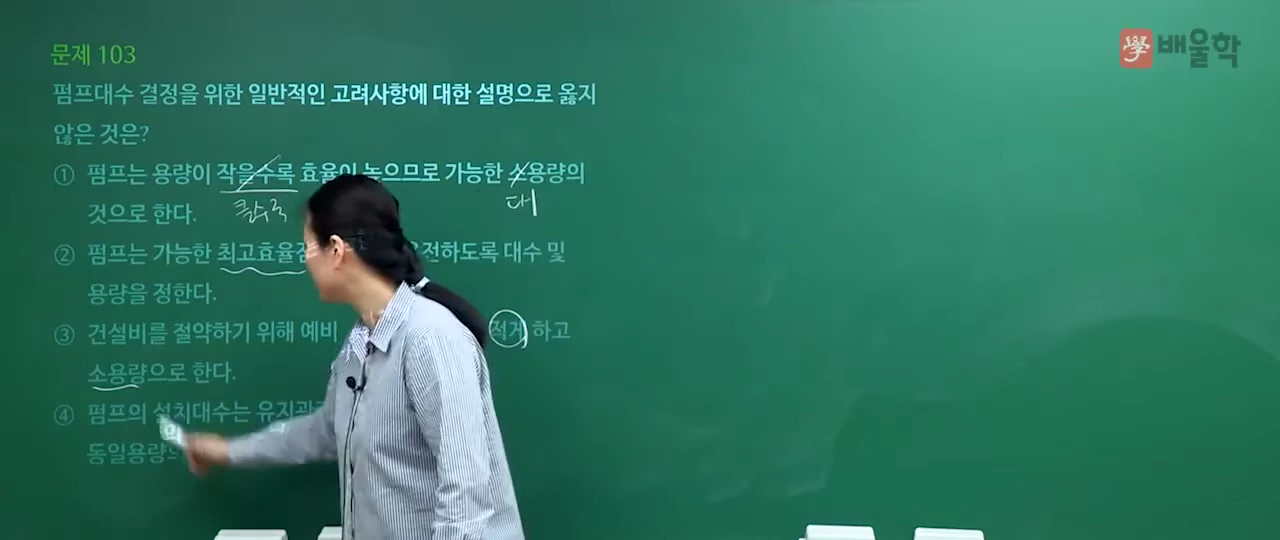 學 배울학
문제 103
펌프대수 결정을 위한 일반적인 고려사항에 대한 설명으로 옳지
않은 것은?
① 펌프는 용량이 작을수록 효율이 높으므로 가능한 소용량의
것으로 한다. 클수록 대
② 펌프는 가능한 최고효율점 운전하도록 대수 및
용량을 정한다.
③ 건설비를 절약하기 위해 예비 적게 하고
소용량으로 한다.
④ 펌프의 설치대수는 유지관
동일용량의